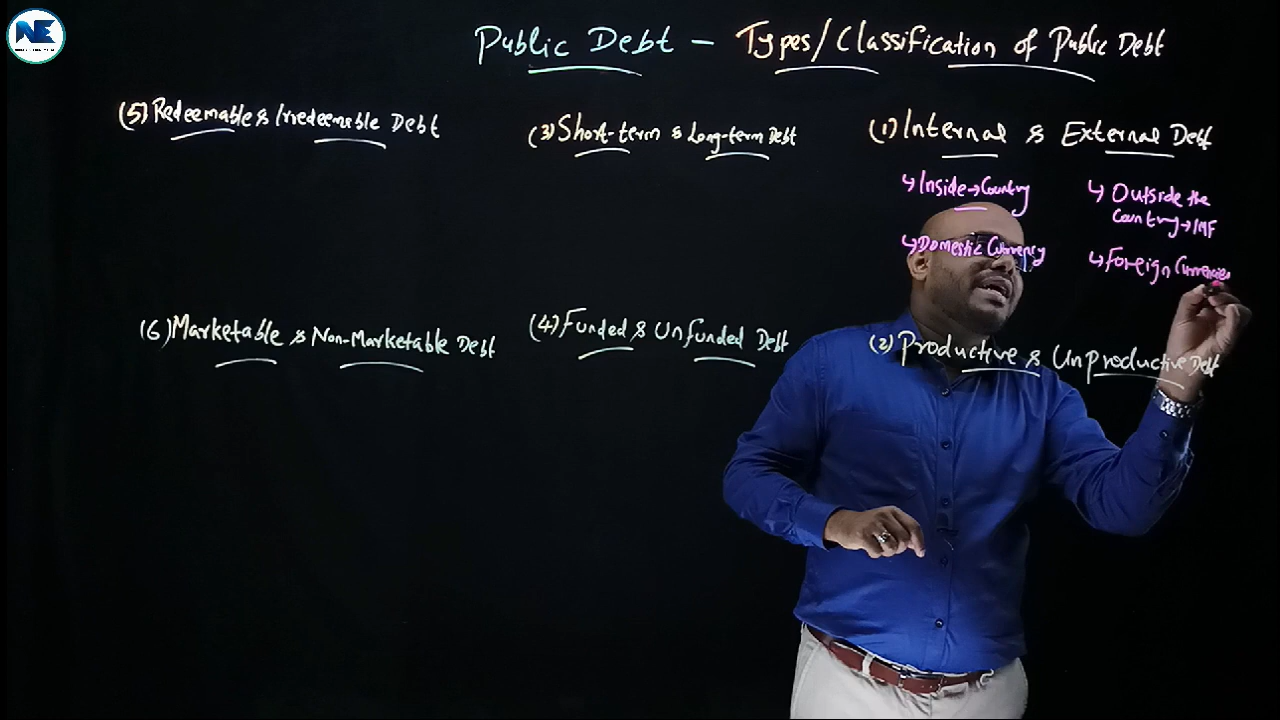 NE
Public Debt – Types/Classification of Public Debt
(5) Redeemable & Irredeemable Debt
(3) Short-term & Long-term Debt
(1) Internal & External Debt
↳ Inside → Country
↳ Outside the
Country → IMF
↳ Domestic Currency
↳ Foreign Currencies
(6) Marketable & Non-Marketable Debt
(4) Funded & Unfunded Debt
(2) Productive & Unproductive Debt